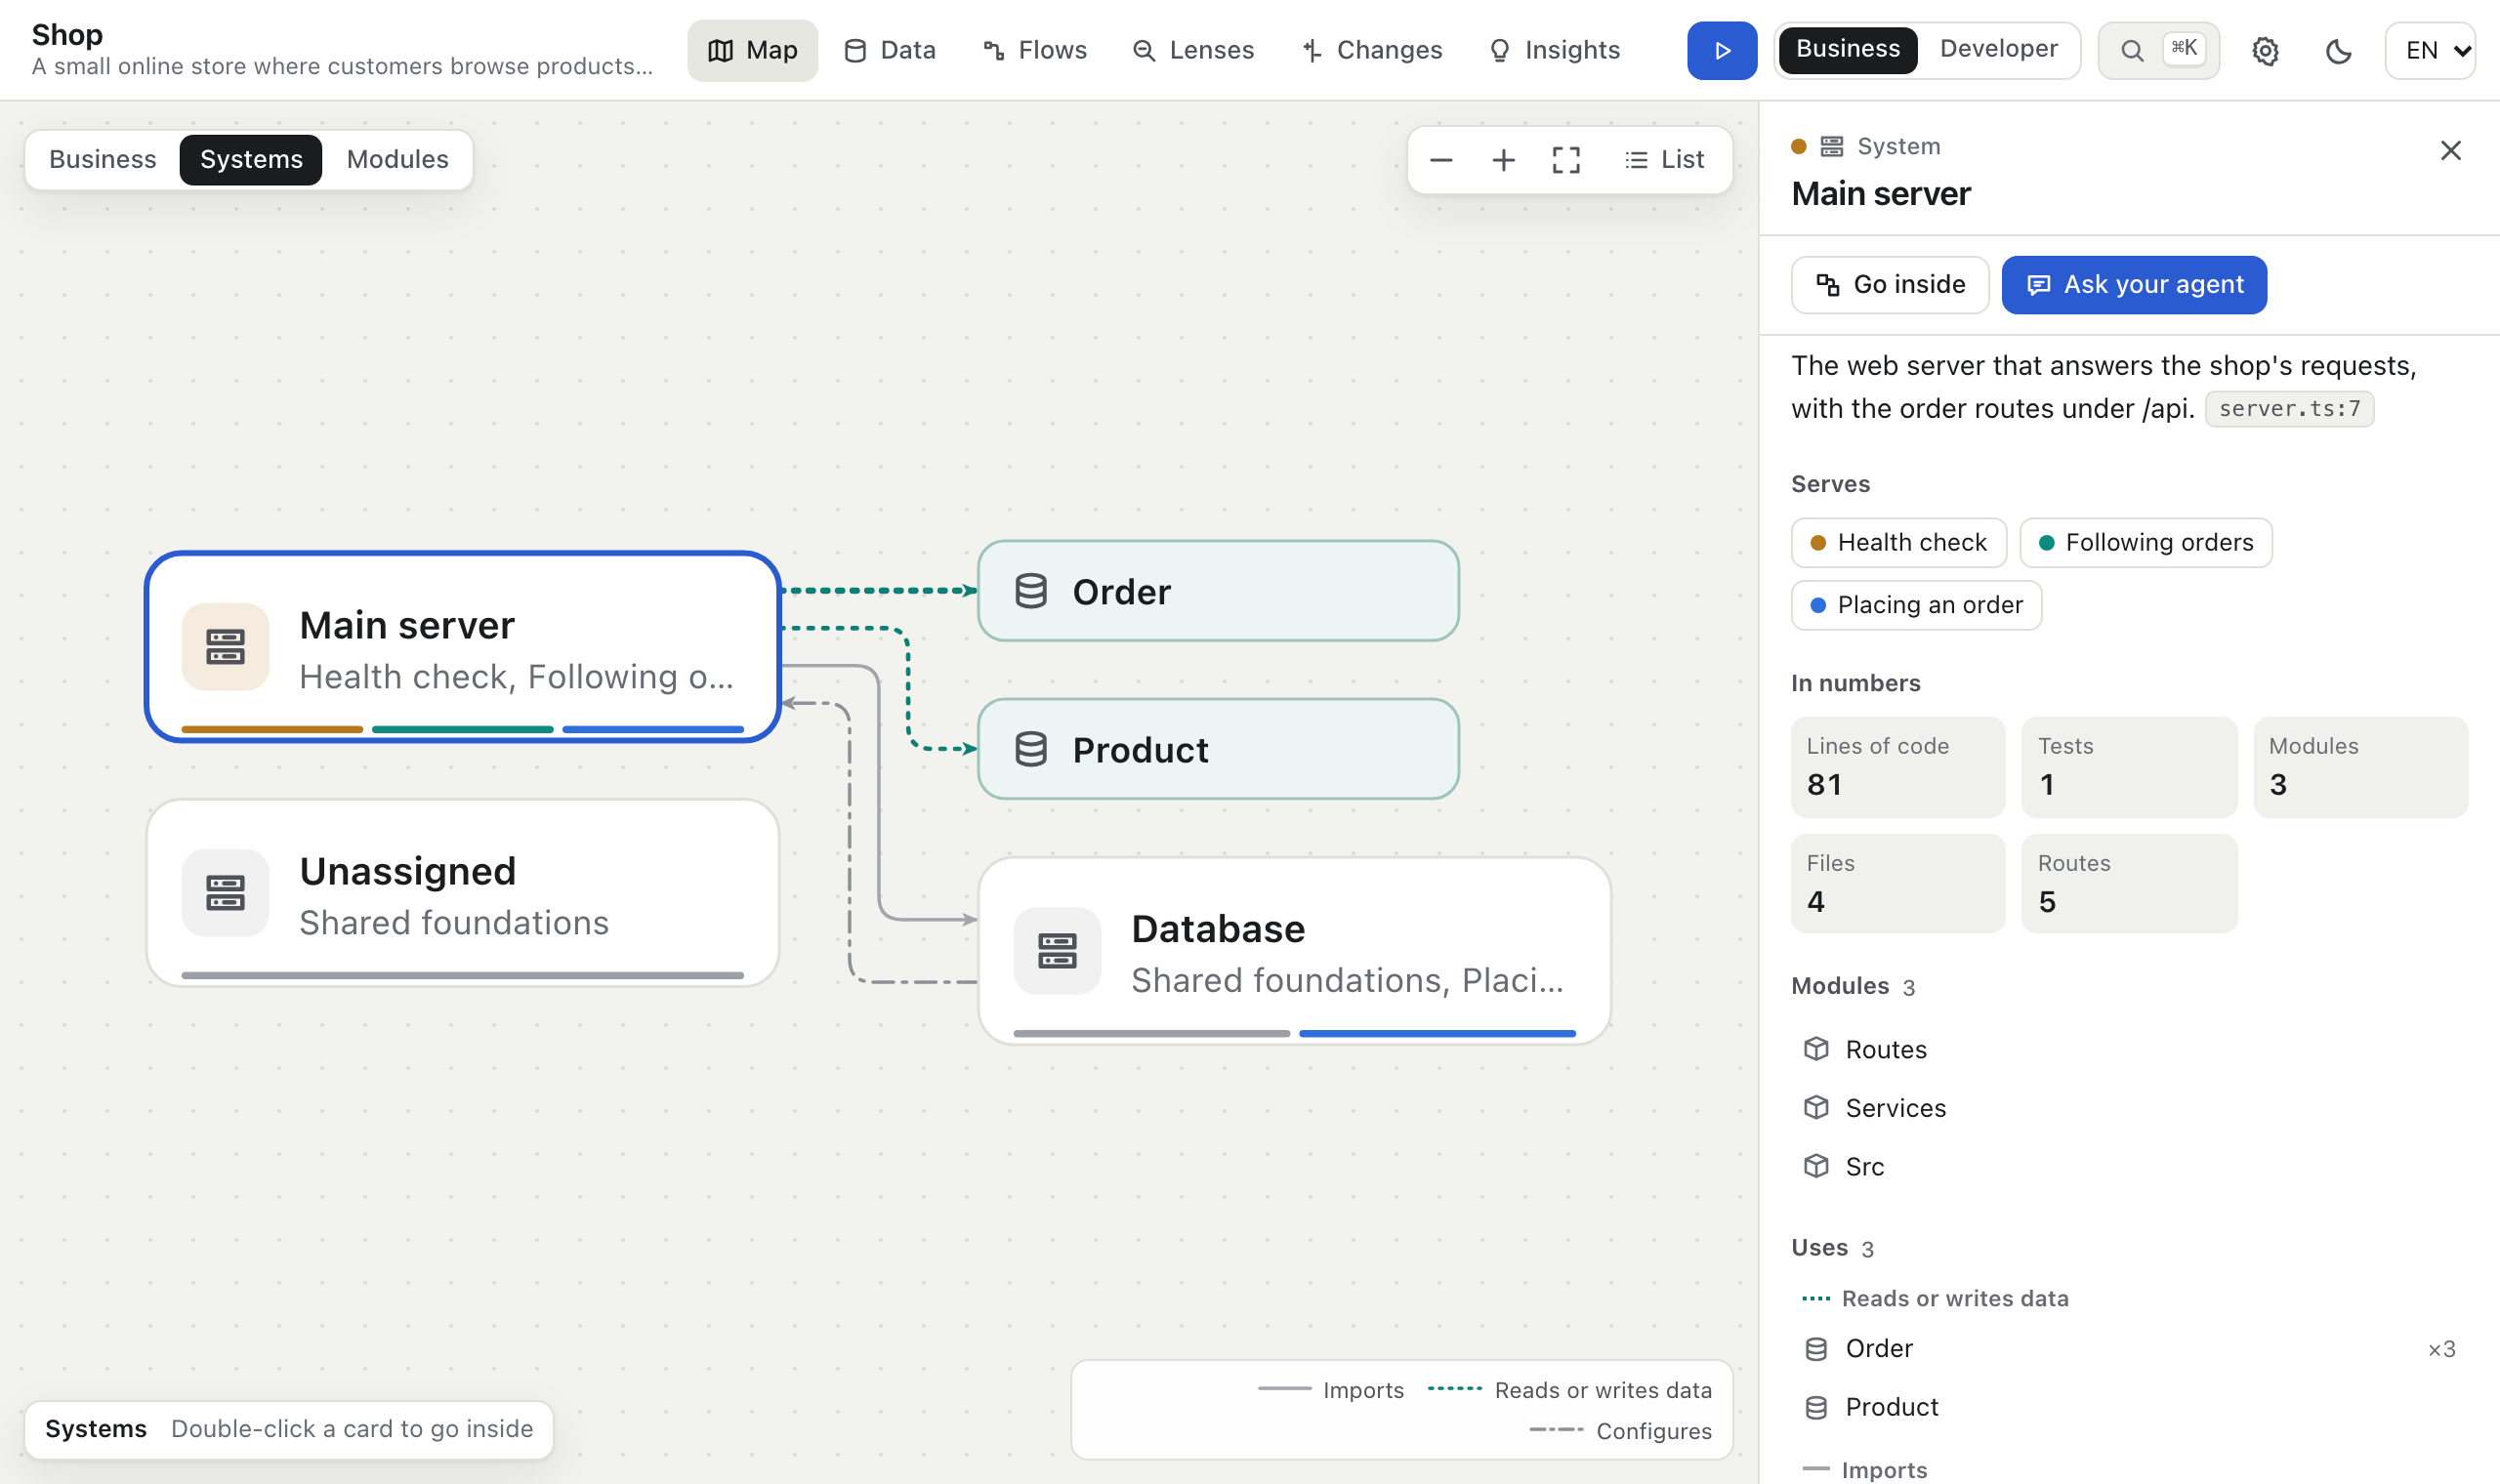 Shop
A small online store where customers browse products...
Map
Data
Flows
Lenses
Changes
Insights
Business
Developer
⌘K
EN
Business
Systems
Modules
List
Main server
Health check, Following o...
Unassigned
Shared foundations
Order
Product
Database
Shared foundations, Placi...
Systems
Double-click a card to go inside
Imports
Reads or writes data
Configures
System
Main server
Go inside
Ask your agent
The web server that answers the shop's requests,
with the order routes under /api. server.ts:7
Serves
Health check
Following orders
Placing an order
In numbers
Lines of code
81
Tests
1
Modules
3
Files
4
Routes
5
Modules 3
Routes
Services
Src
Uses 3
Reads or writes data
Order ×3
Product
Imports